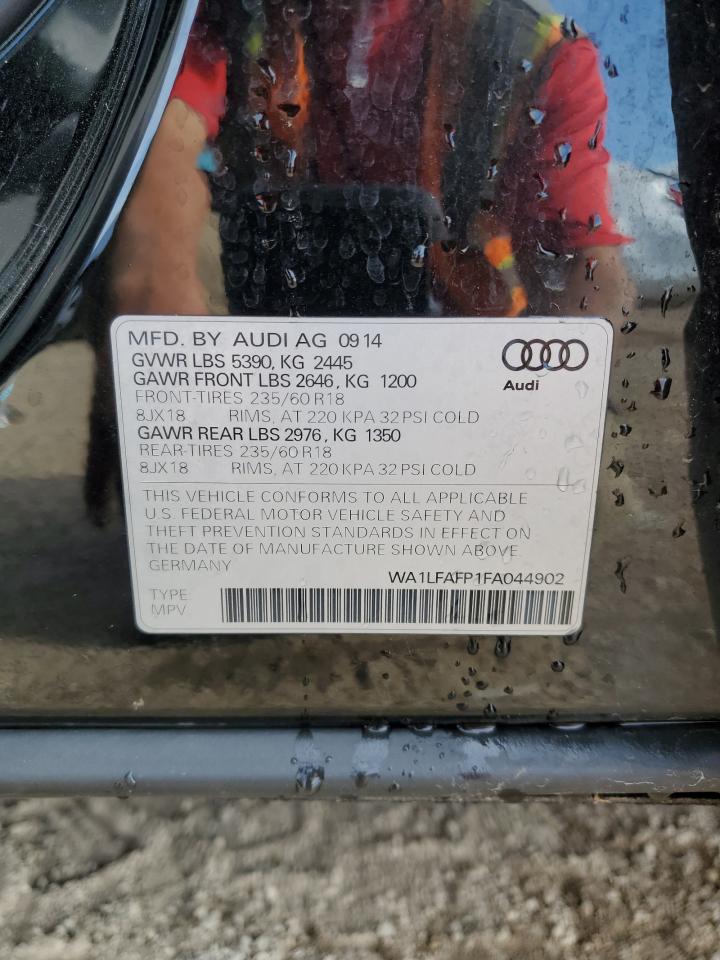 MFD. BY AUDI AG 09 14
GVWR LBS 5390, KG 2445
GAWR FRONT LBS 2646, KG 1200
FRONT-TIRES 235/60 R18
8JX18 RIMS, AT 220 KPA 32 PSI COLD
GAWR REAR LBS 2976, KG 1350
REAR-TIRES 235/60 R18
8JX18 RIMS, AT 220 KPA 32 PSI COLD
Audi
THIS VEHICLE CONFORMS TO ALL APPLICABLE
U.S. FEDERAL MOTOR VEHICLE SAFETY AND
THEFT PREVENTION STANDARDS IN EFFECT ON
THE DATE OF MANUFACTURE SHOWN ABOVE.
GERMANY
WA1LFAFP1FA044902
TYPE:
MPV